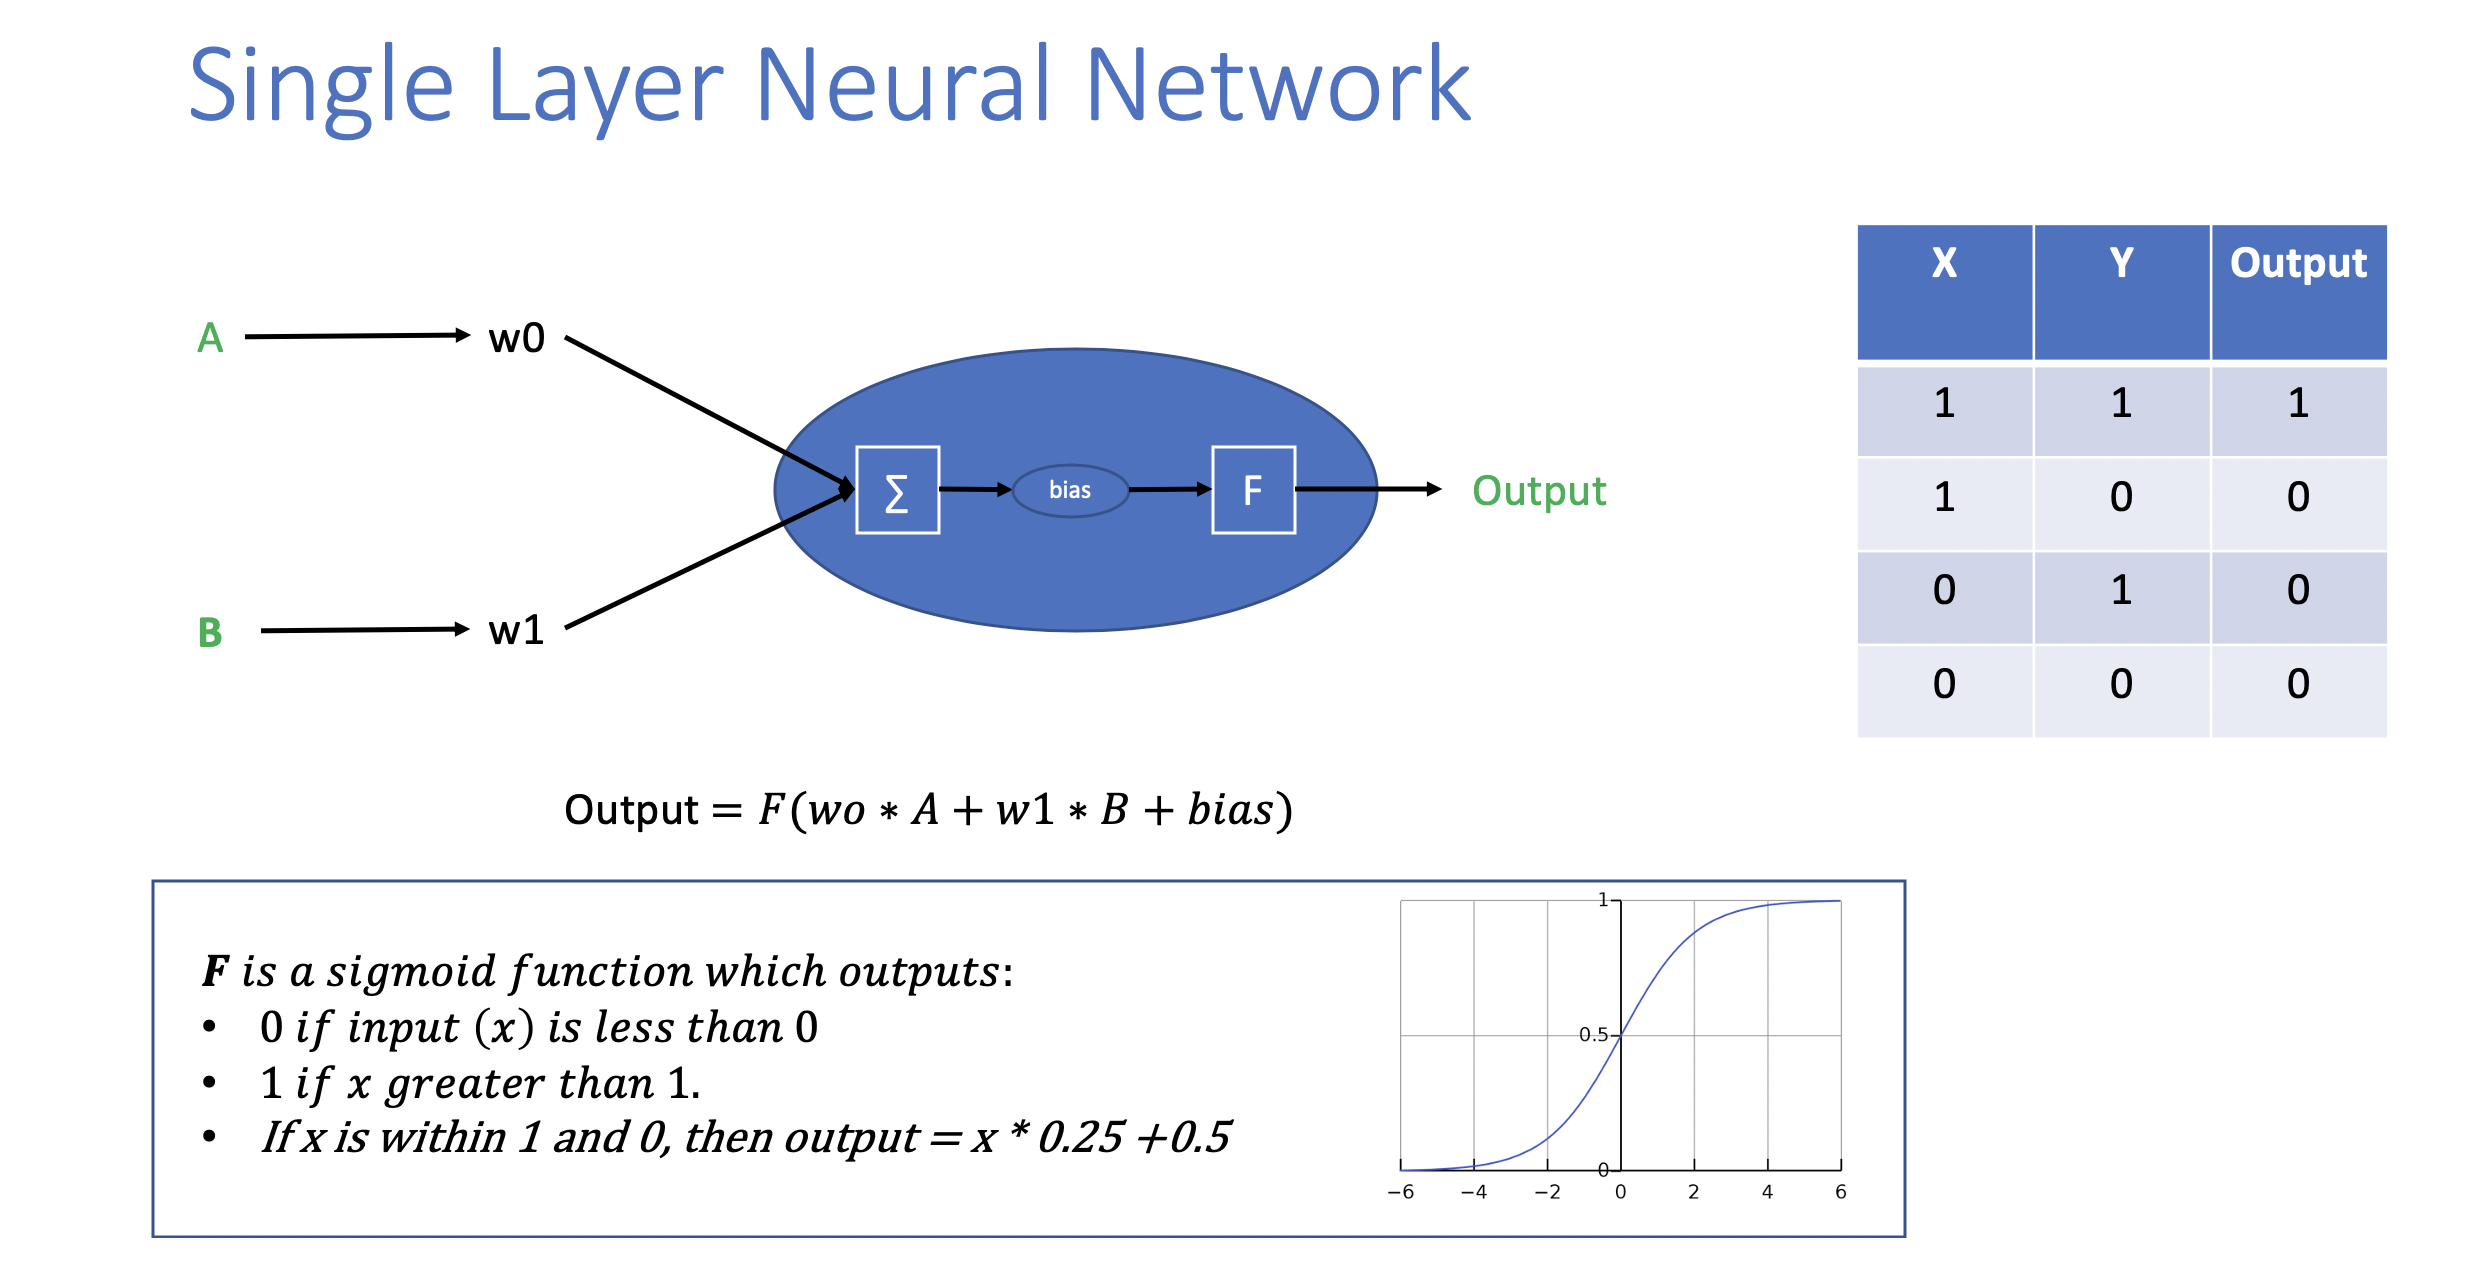 Single Layer Neural Network
A
w0
B
w1
Σ
bias
F
Output
X Y Output
1 1 1
1 0 0
0 1 0
0 0 0
Output = F(wo * A + w1 * B + bias)
F is a sigmoid function which outputs:
• 0 if input (x) is less than 0
• 1 if x greater than 1.
• If x is within 1 and 0, then output = x * 0.25 +0.5
1
0.5
0
−6 −4 −2 0 2 4 6